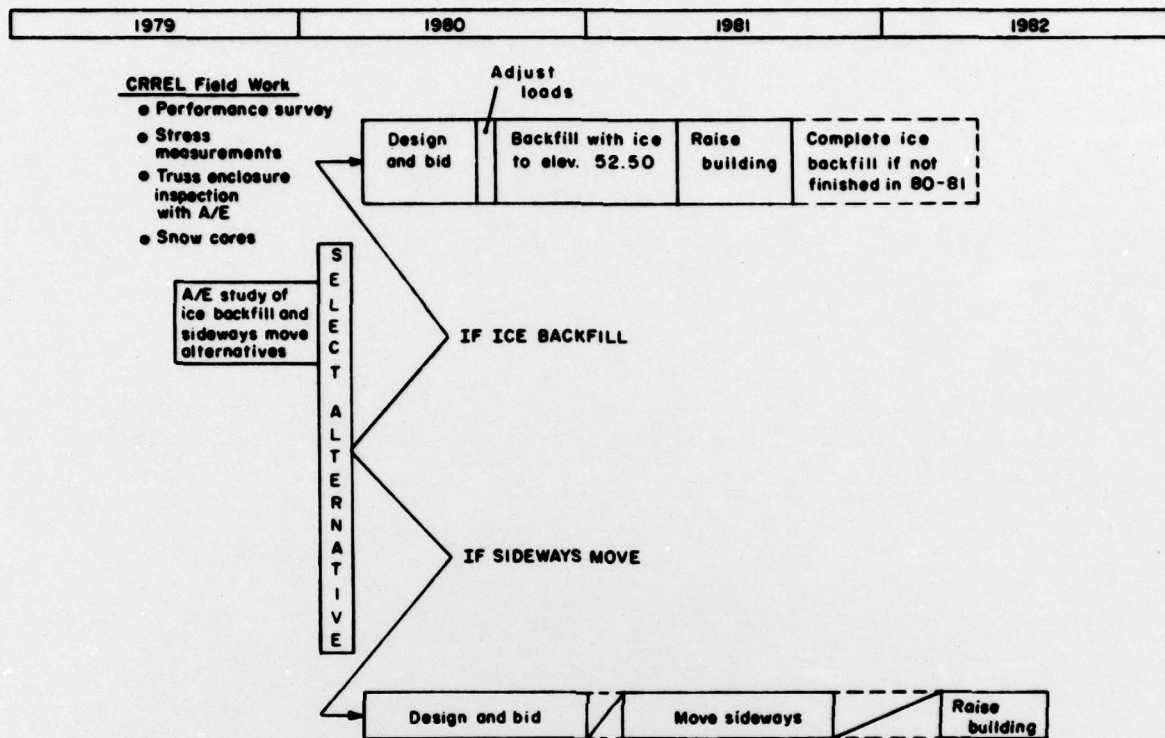 1979 1980 1981 1982
CRREL Field Work
• Performance survey
• Stress
measurements
• Truss enclosure
inspection
with A/E
• Snow cores
Adjust
loads
Design
and bid
Backfill with ice
to elev. 52.50
Raise
building
Complete ice
backfill if not
finished in 80-81
A/E study of
ice backfill and
sideways move
alternatives
SELECT ALTERNATIVE
IF ICE BACKFILL
IF SIDEWAYS MOVE
Design and bid
Move sideways
Raise
building